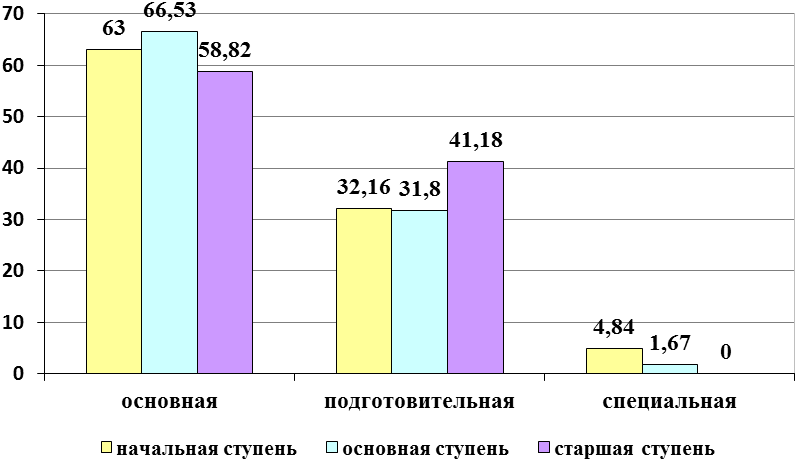 70
60
50
40
30
20
10
0
63
66,53
58,82
32,16
31,8
41,18
4,84
1,67
0
основная
подготовительная
специальная
начальная ступень
основная ступень
старшая ступень